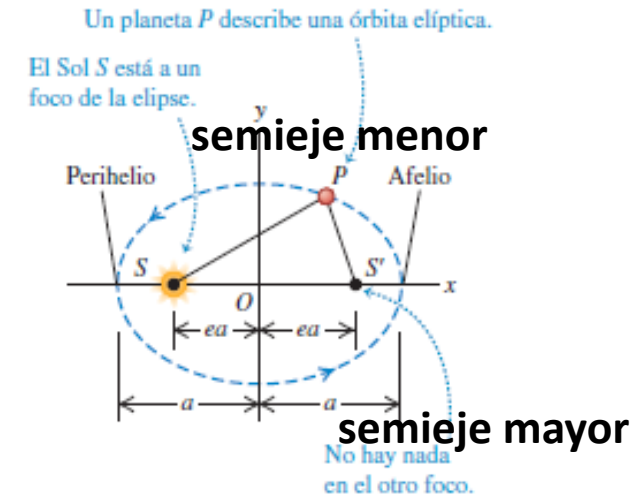 Un planeta P describe una órbita elíptica.
El Sol S está a un
foco de la elipse.
y
semieje menor
Perihelio
P
Afelio
S
S′
x
O
ea
ea
a
a
semieje mayor
No hay nada
en el otro foco.